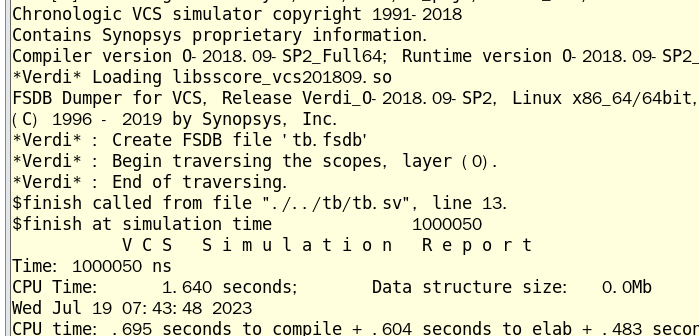 Chronologic VCS simulator copyright 1991-2018
Contains Synopsys proprietary information.
Compiler version O-2018.09-SP2_Full64; Runtime version O-2018.09-SP2_
*Verdi* Loading libsscore_vcs201809.so
FSDB Dumper for VCS, Release Verdi_O-2018.09-SP2, Linux x86_64/64bit,
(C) 1996 - 2019 by Synopsys, Inc.
*Verdi* : Create FSDB file 'tb.fsdb'
*Verdi* : Begin traversing the scopes, layer (0).
*Verdi* : End of traversing.
$finish called from file "./../tb/tb.sv", line 13.
$finish at simulation time 1000050
V C S S i m u l a t i o n R e p o r t
Time: 1000050 ns
CPU Time: 1.640 seconds; Data structure size: 0.0Mb
Wed Jul 19 07:43:48 2023
CPU time: .695 seconds to compile + .604 seconds to elab + .483 secon